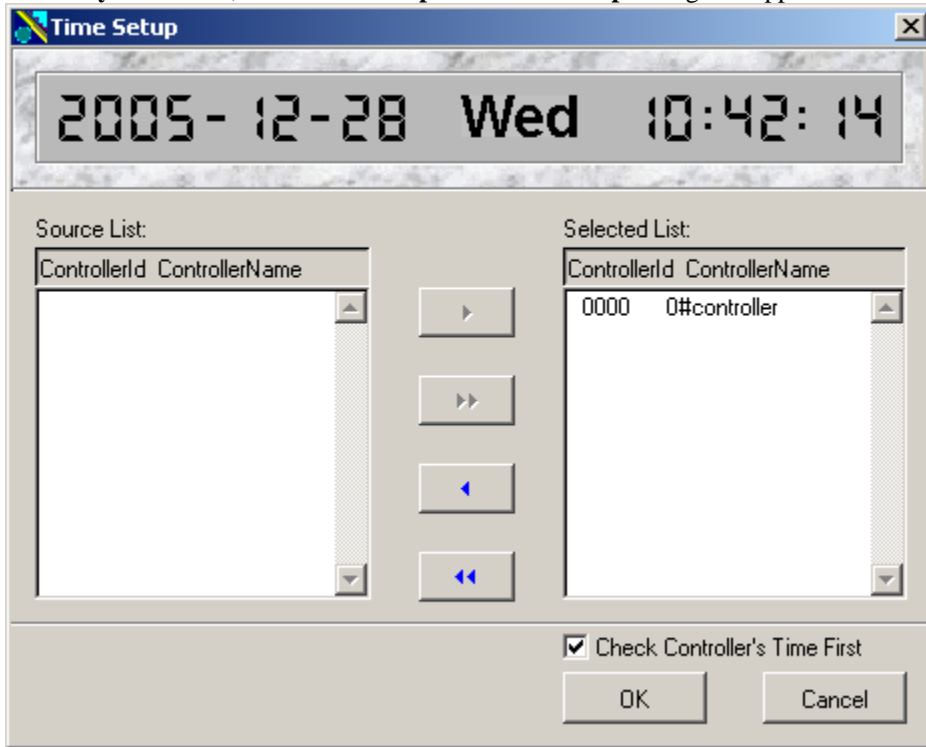 Time Setup
2005-12-28 Wed 10:42:14
Source List:
ControllerId ControllerName
Selected List:
ControllerId ControllerName
0000 0#controller
Check Controller's Time First
OK
Cancel